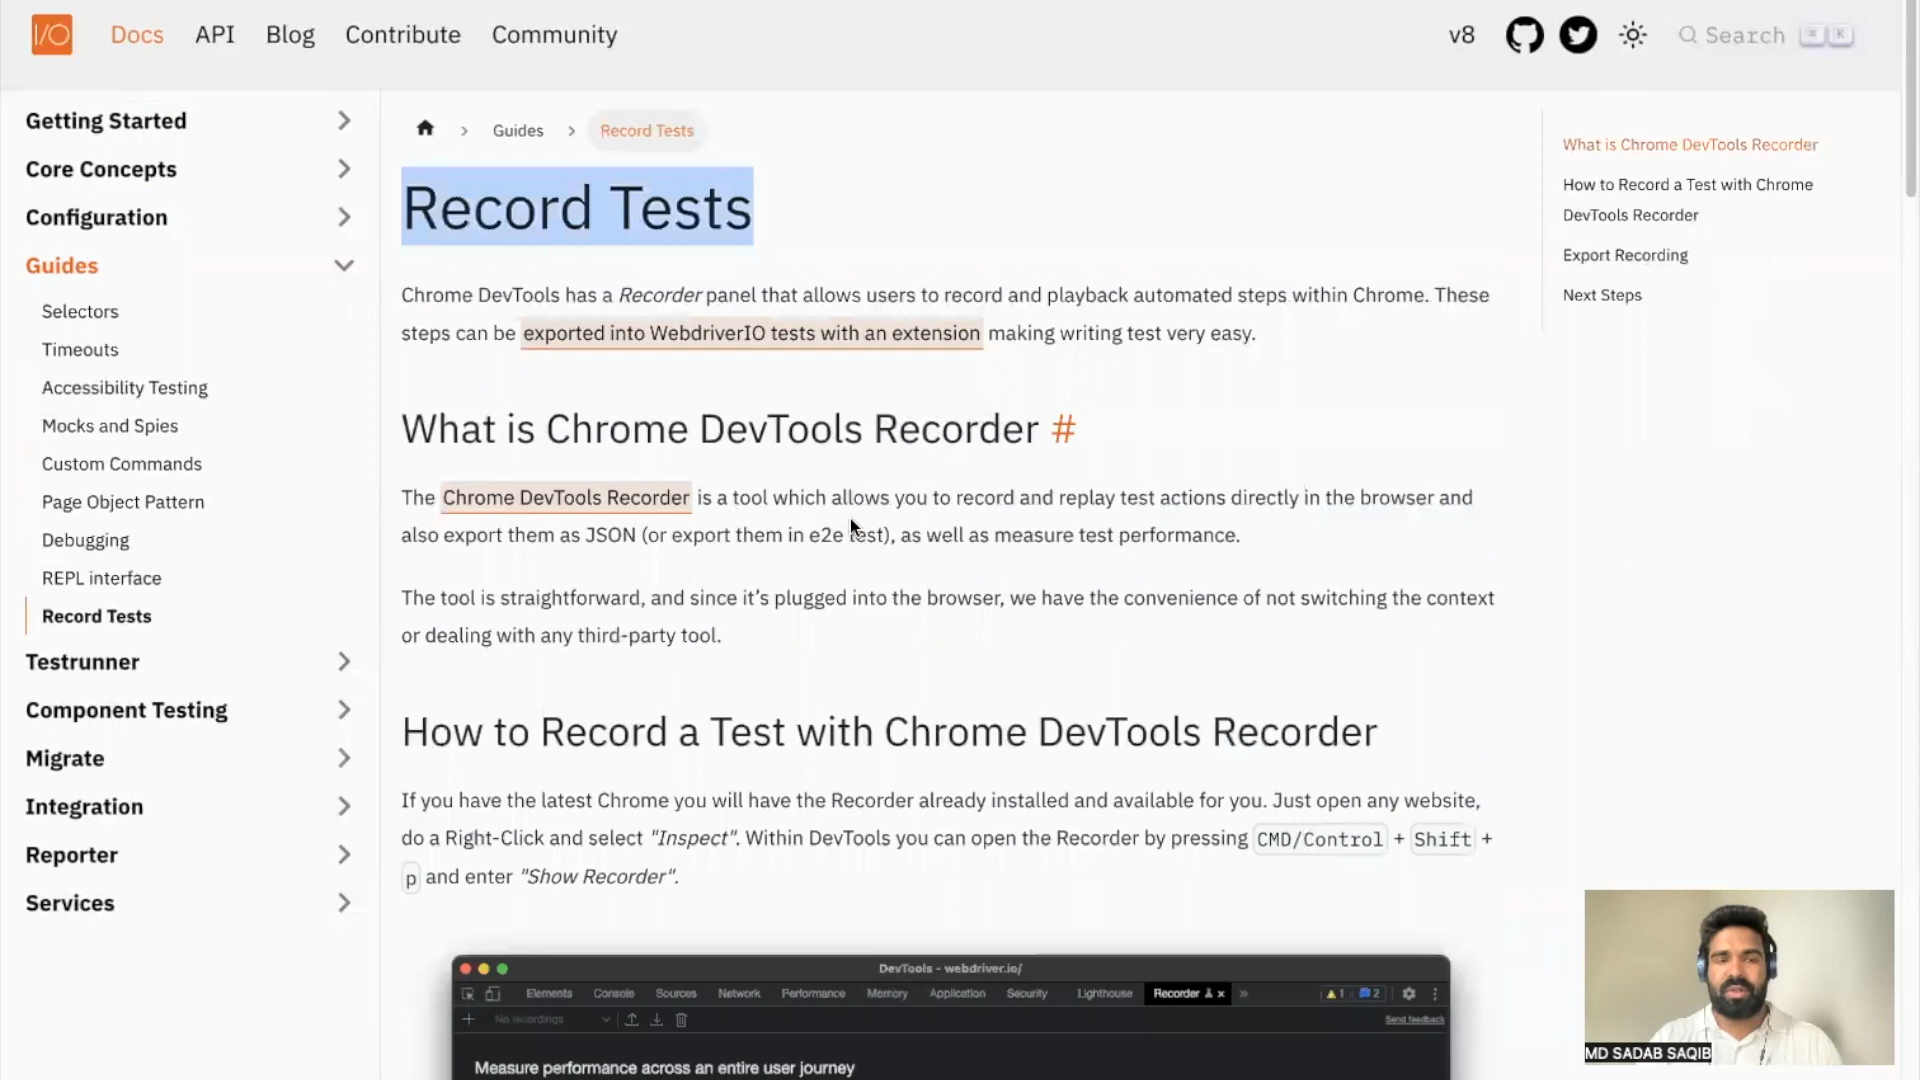 I/O
Docs
API
Blog
Contribute
Community
v8
Search
⌘
K
Getting Started
Core Concepts
Configuration
Guides
Selectors
Timeouts
Accessibility Testing
Mocks and Spies
Custom Commands
Page Object Pattern
Debugging
REPL interface
Record Tests
Testrunner
Component Testing
Migrate
Integration
Reporter
Services
Guides
Record Tests
Record Tests
Chrome DevTools has a Recorder panel that allows users to record and playback automated steps within Chrome. These
steps can be exported into WebdriverIO tests with an extension making writing test very easy.
What is Chrome DevTools Recorder #
The Chrome DevTools Recorder is a tool which allows you to record and replay test actions directly in the browser and
also export them as JSON (or export them in e2e test), as well as measure test performance.
The tool is straightforward, and since it’s plugged into the browser, we have the convenience of not switching the context
or dealing with any third-party tool.
How to Record a Test with Chrome DevTools Recorder
If you have the latest Chrome you will have the Recorder already installed and available for you. Just open any website,
do a Right-Click and select "Inspect". Within DevTools you can open the Recorder by pressing CMD/Control + Shift +
p and enter "Show Recorder".
DevTools - webdriver.io/
Elements
Console
Sources
Network
Performance
Memory
Application
Security
Lighthouse
Recorder
1
2
No recordings
Send feedback
Measure performance across an entire user journey
What is Chrome DevTools Recorder
How to Record a Test with Chrome
DevTools Recorder
Export Recording
Next Steps
MD SADAB SAQIB